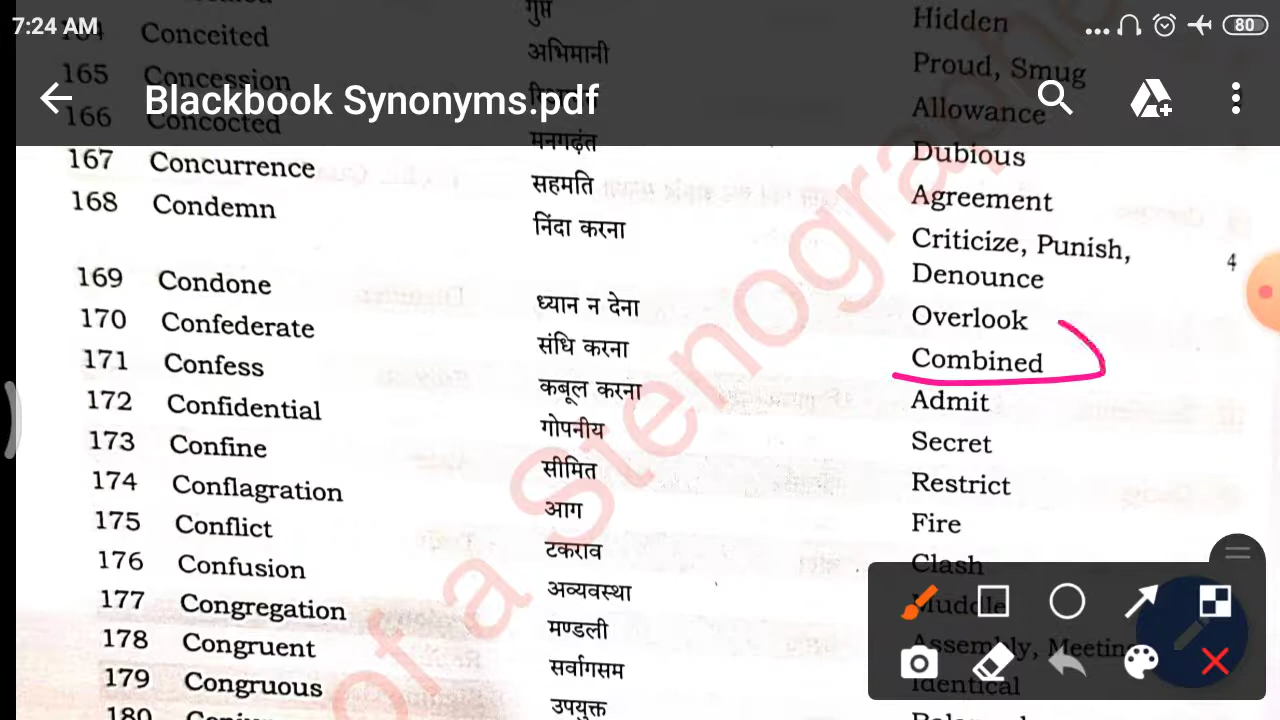 7:24 AM 80
Blackbook Synonyms.pdf
गुप्त Hidden
164 Conceited अभिमानी Proud, Smug
165 Concession Allowance
166 Concocted मनगढ़ंत Dubious
167 Concurrence सहमति Agreement
168 Condemn निंदा करना Criticize, Punish,
Denounce
4
169 Condone ध्यान न देना Overlook
170 Confederate संधि करना Combined
171 Confess कबूल करना Admit
172 Confidential गोपनीय Secret
173 Confine सीमित Restrict
174 Conflagration आग Fire
175 Conflict टकराव Clash
176 Confusion अव्यवस्था Muddle
177 Congregation मण्डली Assembly, Meeting
178 Congruent सर्वागसम Identical
179 Congruous उपयुक्त
180
of a Stenographe